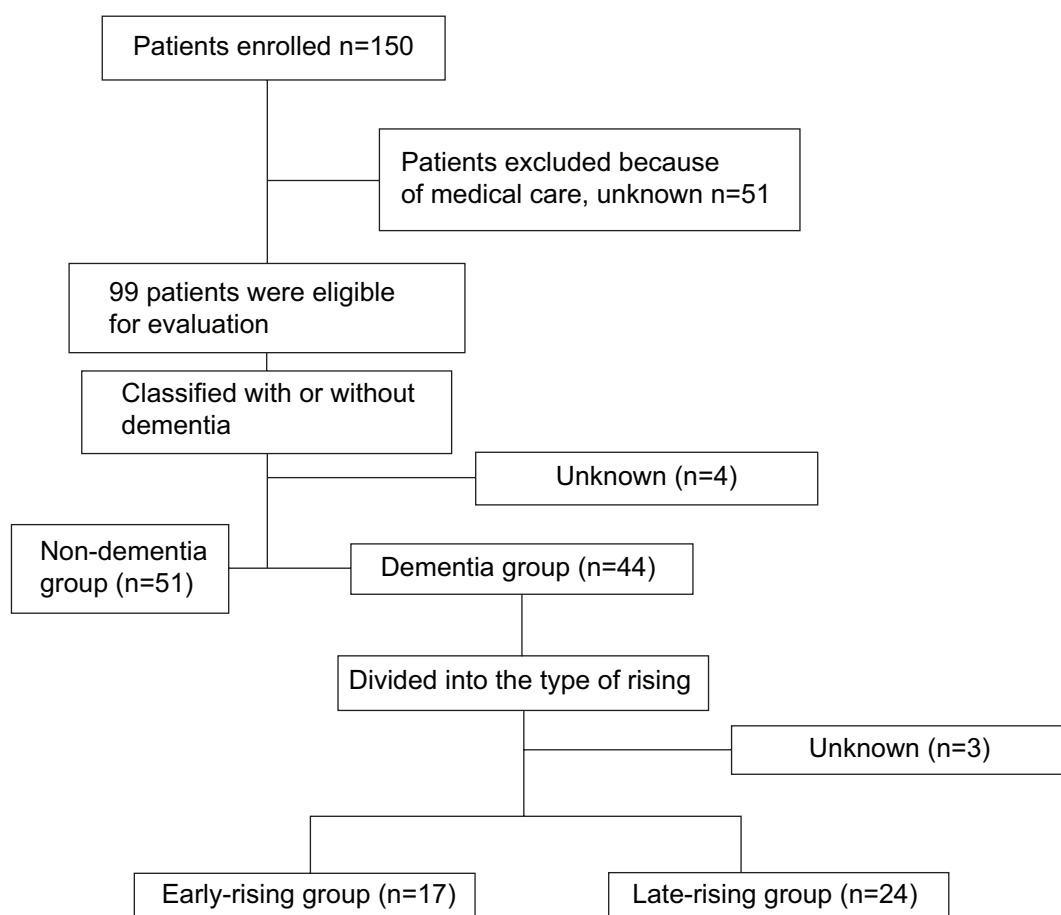 Patients enrolled n=150
Patients excluded because
of medical care, unknown n=51
99 patients were eligible
for evaluation
Classified with or without
dementia
Unknown (n=4)
Non-dementia
group (n=51)
Dementia group (n=44)
Divided into the type of rising
Unknown (n=3)
Early-rising group (n=17)
Late-rising group (n=24)